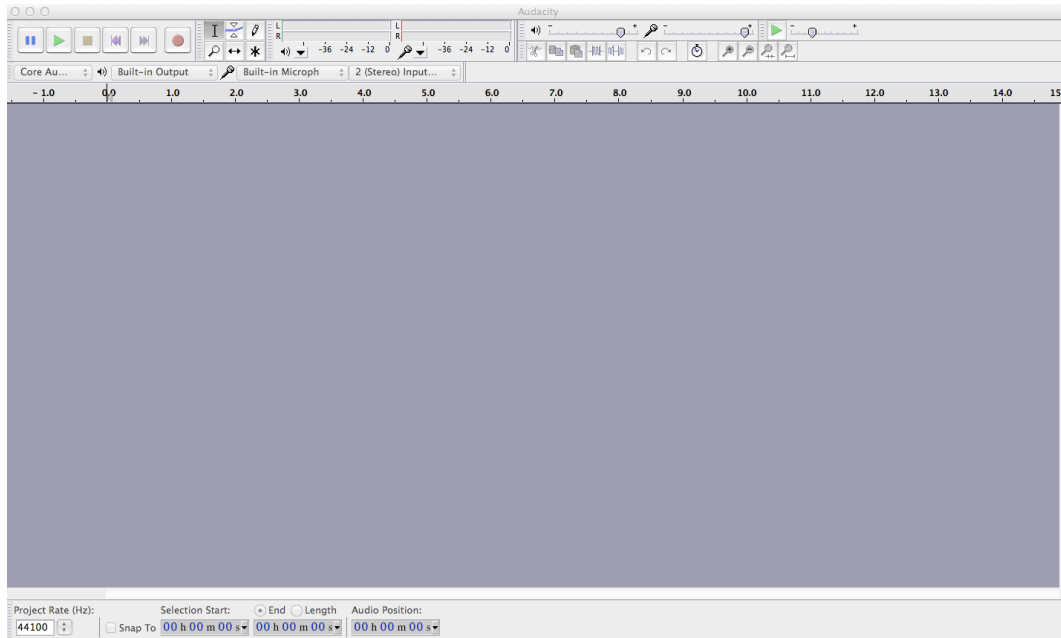 Audacity
L
R
L
R
-36 -24 -12 0
-36 -24 -12 0
Core Au... Built-in Output Built-in Microph 2 (Stereo) Input...
- 1.0 0.0 1.0 2.0 3.0 4.0 5.0 6.0 7.0 8.0 9.0 10.0 11.0 12.0 13.0 14.0 15
Project Rate (Hz): Selection Start: End Length Audio Position:
44100 Snap To 00 h 00 m 00 s 00 h 00 m 00 s 00 h 00 m 00 s